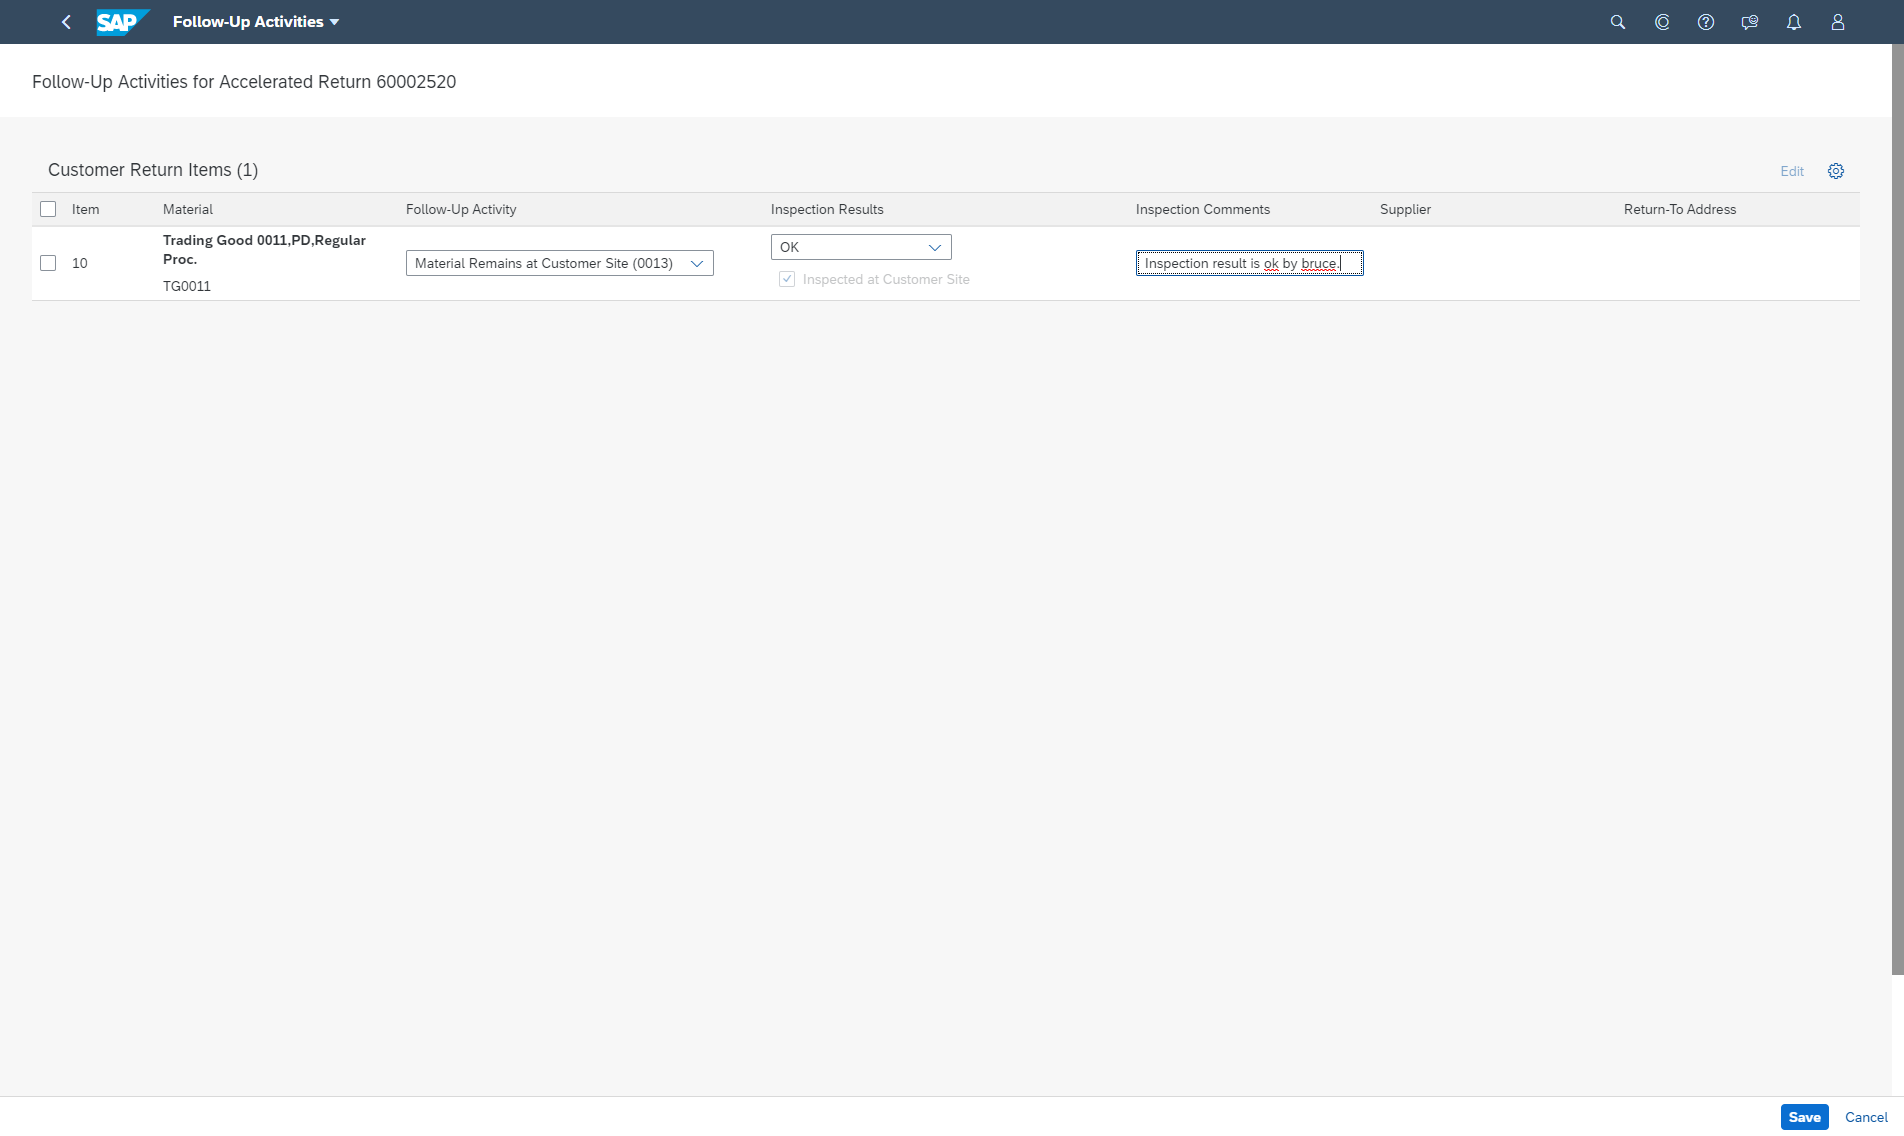 SAP
Follow-Up Activities
Follow-Up Activities for Accelerated Return 60002520
Customer Return Items (1)
Edit
Item Material Follow-Up Activity Inspection Results Inspection Comments Supplier Return-To Address
10
Trading Good 0011,PD,Regular
Proc.
TG0011
Material Remains at Customer Site (0013)
OK
Inspected at Customer Site
Inspection result is ok by bruce.
Save Cancel